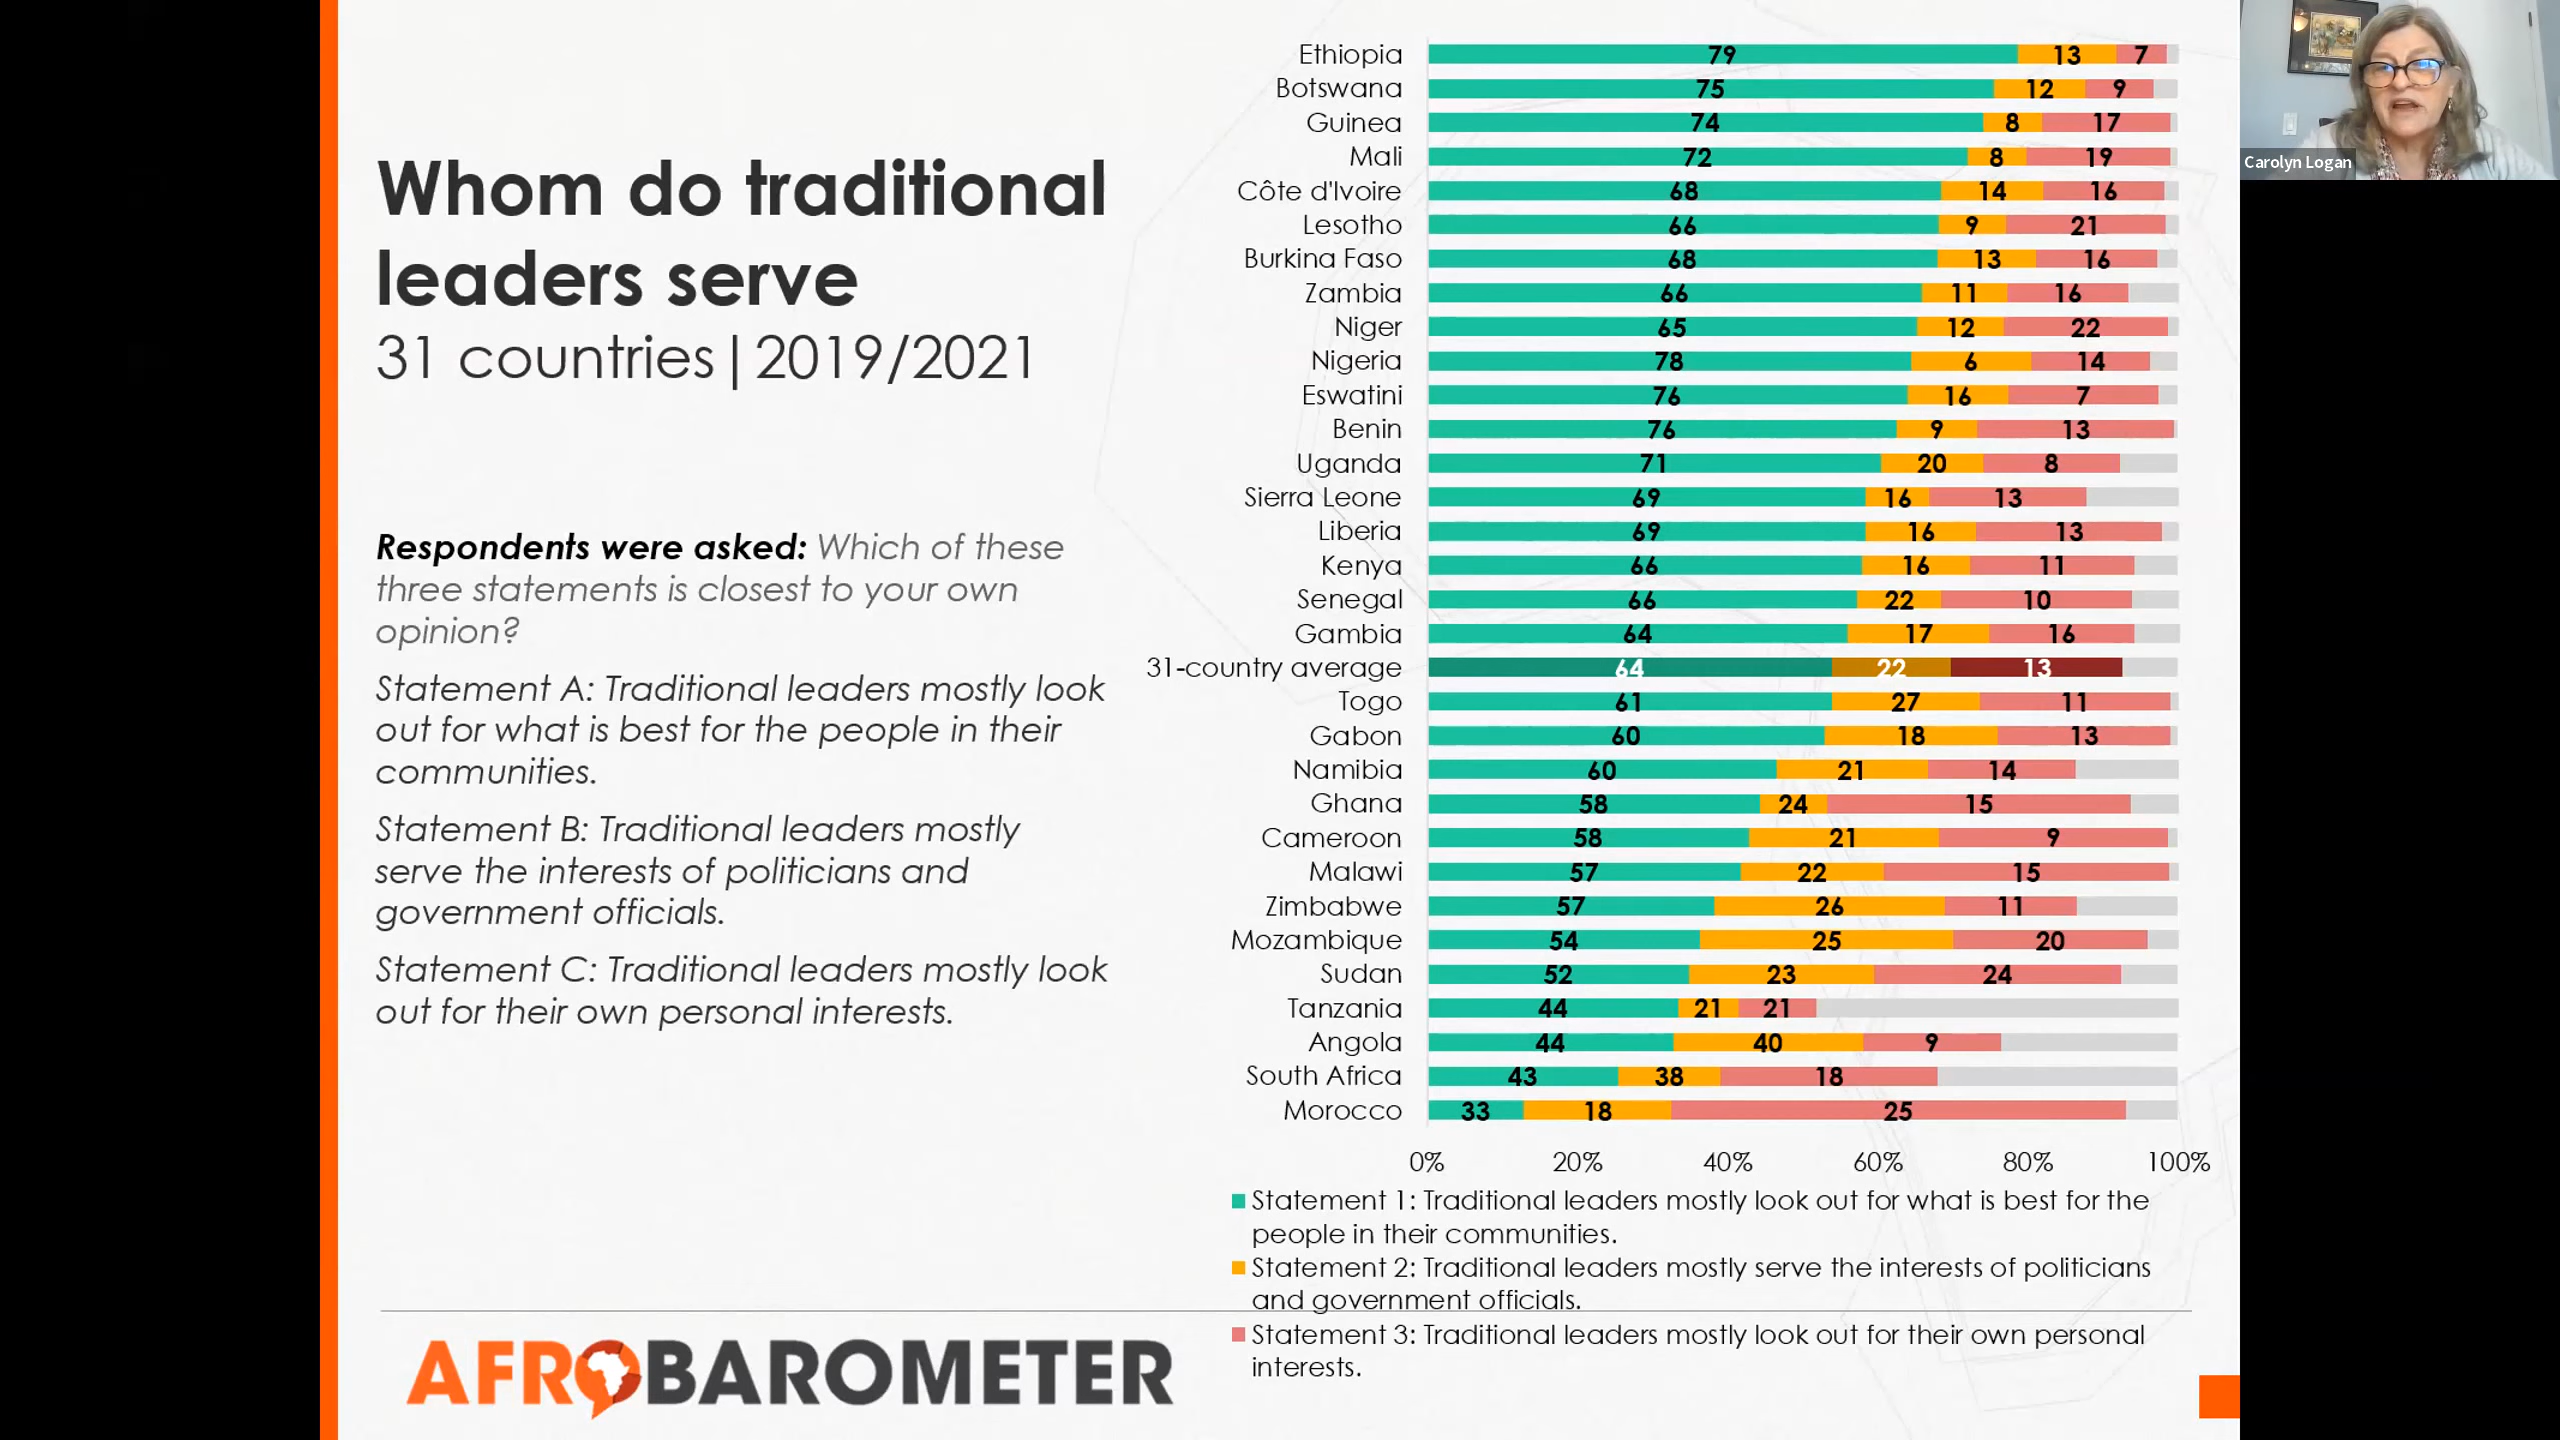 Whom do traditional
leaders serve
31 countries|2019/2021
Respondents were asked: Which of these
three statements is closest to your own
opinion?
Statement A: Traditional leaders mostly look
out for what is best for the people in their
communities.
Statement B: Traditional leaders mostly
serve the interests of politicians and
government officials.
Statement C: Traditional leaders mostly look
out for their own personal interests.
Ethiopia 79 13 7
Botswana 75 12 9
Guinea 74 8 17
Mali 72 8 19
Côte d'Ivoire 68 14 16
Lesotho 66 9 21
Burkina Faso 68 13 16
Zambia 66 11 16
Niger 65 12 22
Nigeria 78 6 14
Eswatini 76 16 7
Benin 76 9 13
Uganda 71 20 8
Sierra Leone 69 16 13
Liberia 69 16 13
Kenya 66 16 11
Senegal 66 22 10
Gambia 64 17 16
31-country average 64 22 13
Togo 61 27 11
Gabon 60 18 13
Namibia 60 21 14
Ghana 58 24 15
Cameroon 58 21 9
Malawi 57 22 15
Zimbabwe 57 26 11
Mozambique 54 25 20
Sudan 52 23 24
Tanzania 44 21 21
Angola 44 40 9
South Africa 43 38 18
Morocco 33 18 25
0% 20% 40% 60% 80% 100%
Statement 1: Traditional leaders mostly look out for what is best for the
people in their communities.
Statement 2: Traditional leaders mostly serve the interests of politicians
and government officials.
Statement 3: Traditional leaders mostly look out for their own personal
interests.
AFROBAROMETER
Carolyn Logan